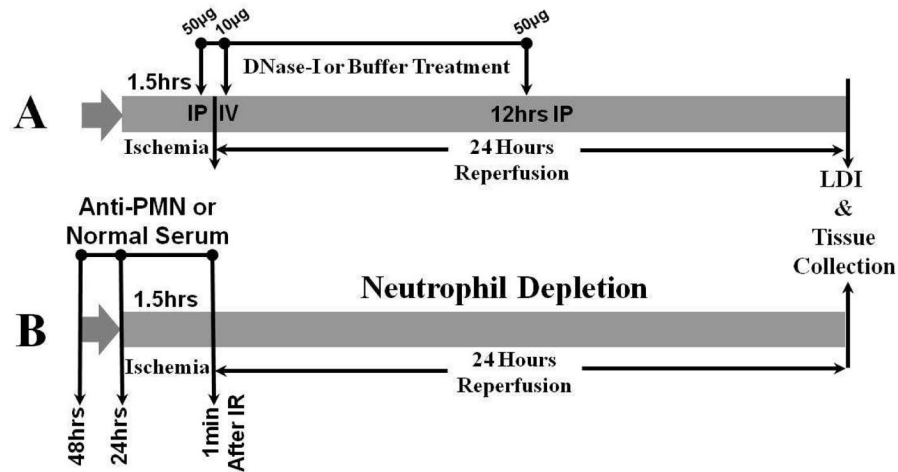 50µg
10µg
50µg
DNase-I or Buffer Treatment
1.5hrs
A
IP
IV
12hrs IP
Ischemia
24 Hours
Reperfusion
LDI
&
Tissue
Collection
Anti-PMN or
Normal Serum
Neutrophil Depletion
1.5hrs
B
Ischemia
24 Hours
Reperfusion
48hrs
24hrs
1min
After IR